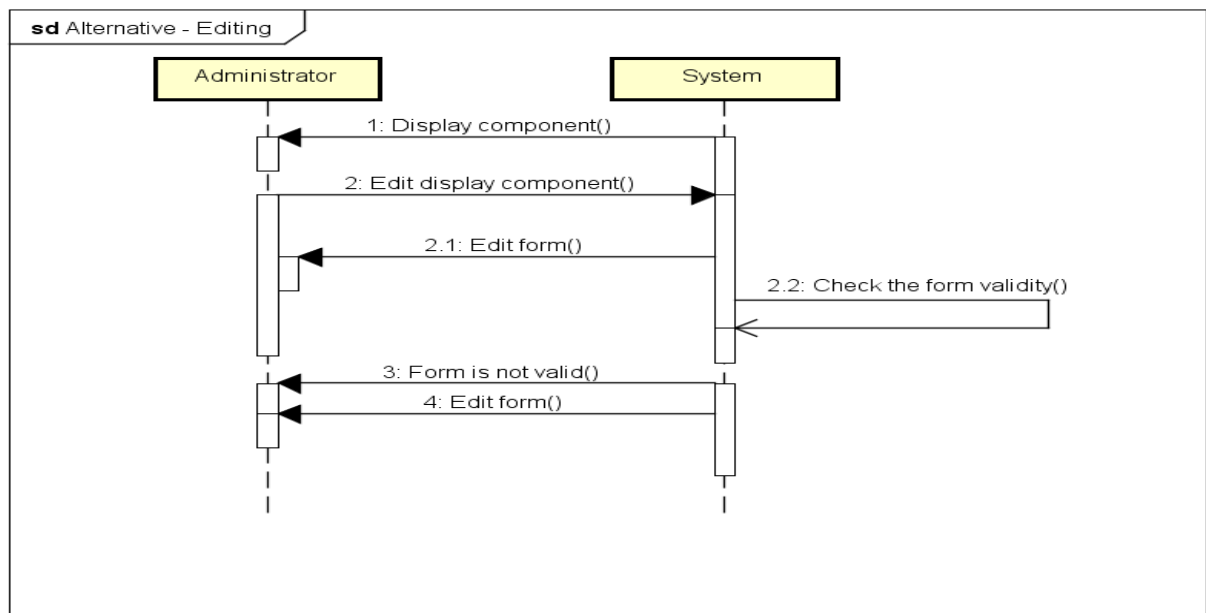 sd Alternative - Editing
Administrator
System
1: Display component()
2: Edit display component()
2.1: Edit form()
2.2: Check the form validity()
3: Form is not valid()
4: Edit form()